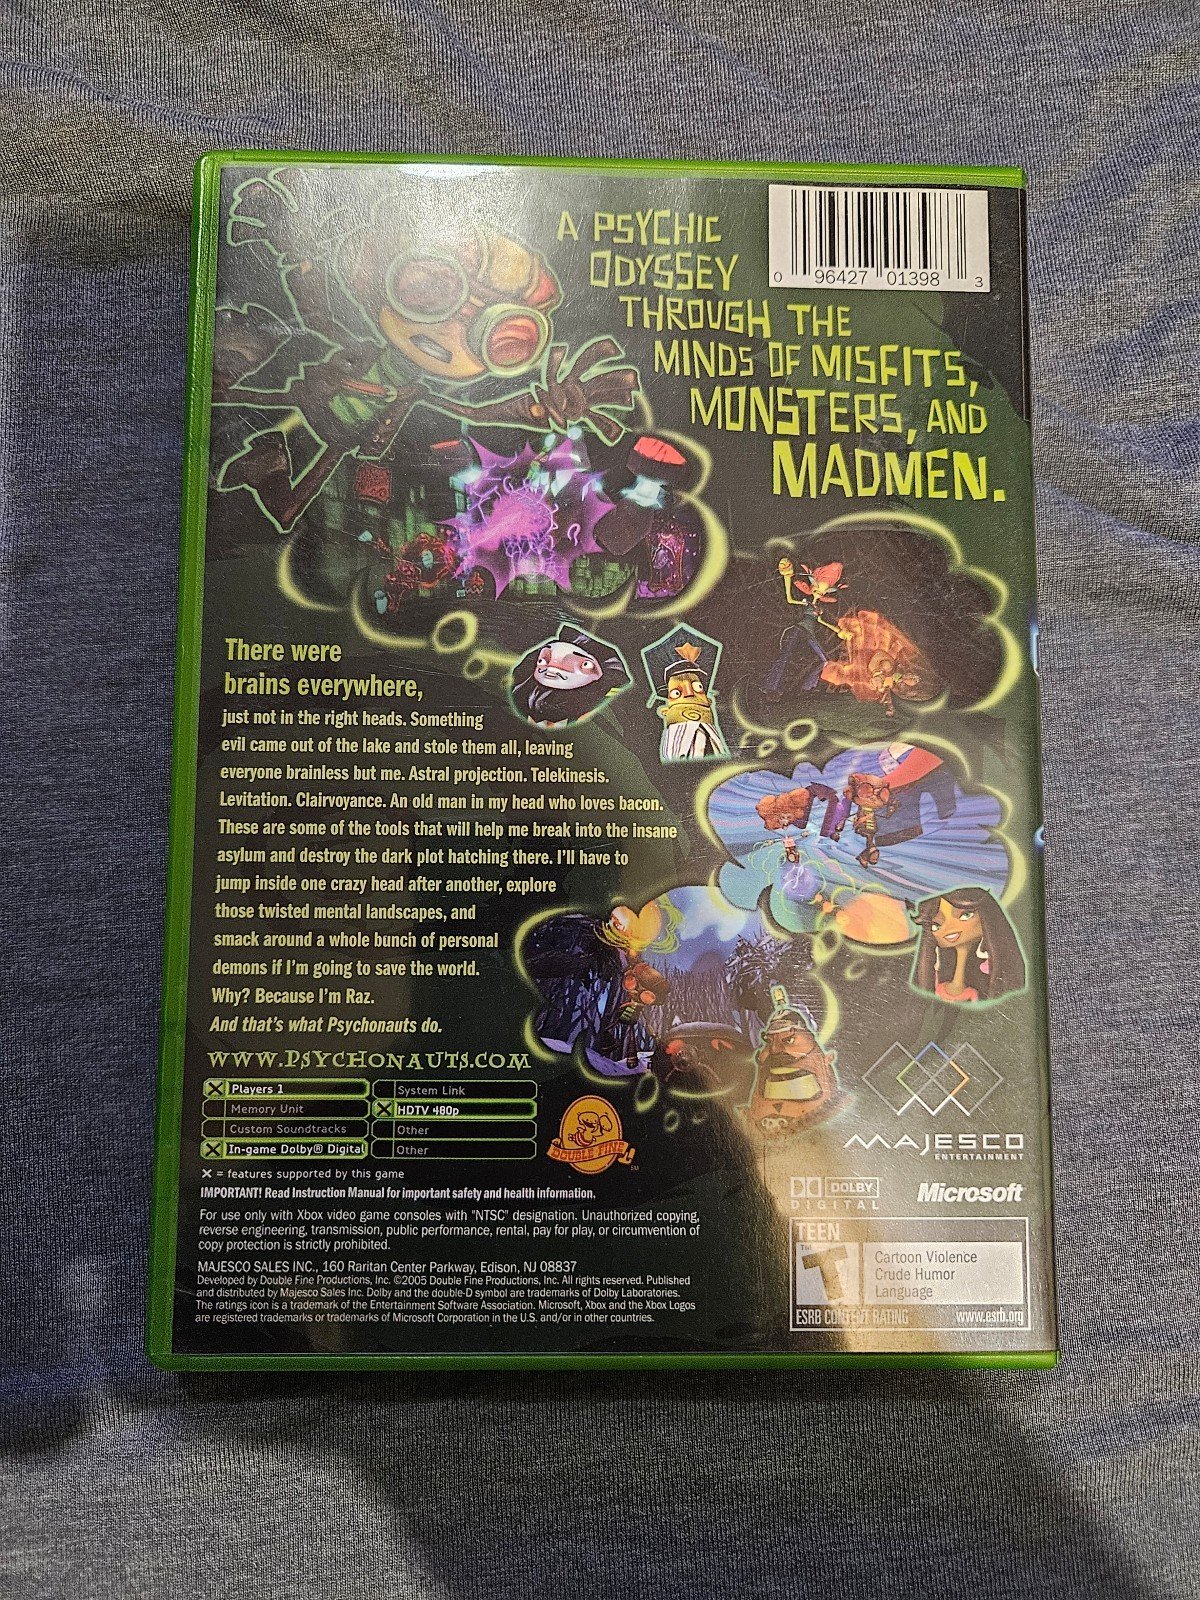 A PSYCHIC
ODYSSEY
THROUGH THE
MINDS OF MISFITS,
MONSTERS, AND
MADMEN.
0 96427 01398 3
There were
brains everywhere,
just not in the right heads. Something
evil came out of the lake and stole them all, leaving
everyone brainless but me. Astral projection. Telekinesis.
Levitation. Clairvoyance. An old man in my head who loves bacon.
These are some of the tools that will help me break into the insane
asylum and destroy the dark plot hatching there. I'll have to
jump inside one crazy head after another, explore
those twisted mental landscapes, and
smack around a whole bunch of personal
demons if I'm going to save the world.
Why? Because I'm Raz.
And that's what Psychonauts do.
WWW.PSYCHONAUTS.COM
X Players 1
Memory Unit
Custom Soundtracks
X In-game Dolby® Digital
System Link
X HDTV 480p
Other
Other
X = features supported by this game
DOUBLE FINE! SM
MAJESCO
ENTERTAINMENT
IMPORTANT! Read Instruction Manual for important safety and health information.
For use only with Xbox video game consoles with "NTSC" designation. Unauthorized copying,
reverse engineering, transmission, public performance, rental, pay for play, or circumvention of
copy protection is strictly prohibited.
MAJESCO SALES INC., 160 Raritan Center Parkway, Edison, NJ 08837
Developed by Double Fine Productions, Inc. ©2005 Double Fine Productions, Inc. All rights reserved. Published
and distributed by Majesco Sales Inc. Dolby and the double-D symbol are trademarks of Dolby Laboratories.
The ratings icon is a trademark of the Entertainment Software Association. Microsoft, Xbox and the Xbox Logos
are registered trademarks or trademarks of Microsoft Corporation in the U.S. and/or in other countries.
DOLBY
DIGITAL
Microsoft
TEEN
T
Cartoon Violence
Crude Humor
Language
ESRB CONTENT RATING www.esrb.org